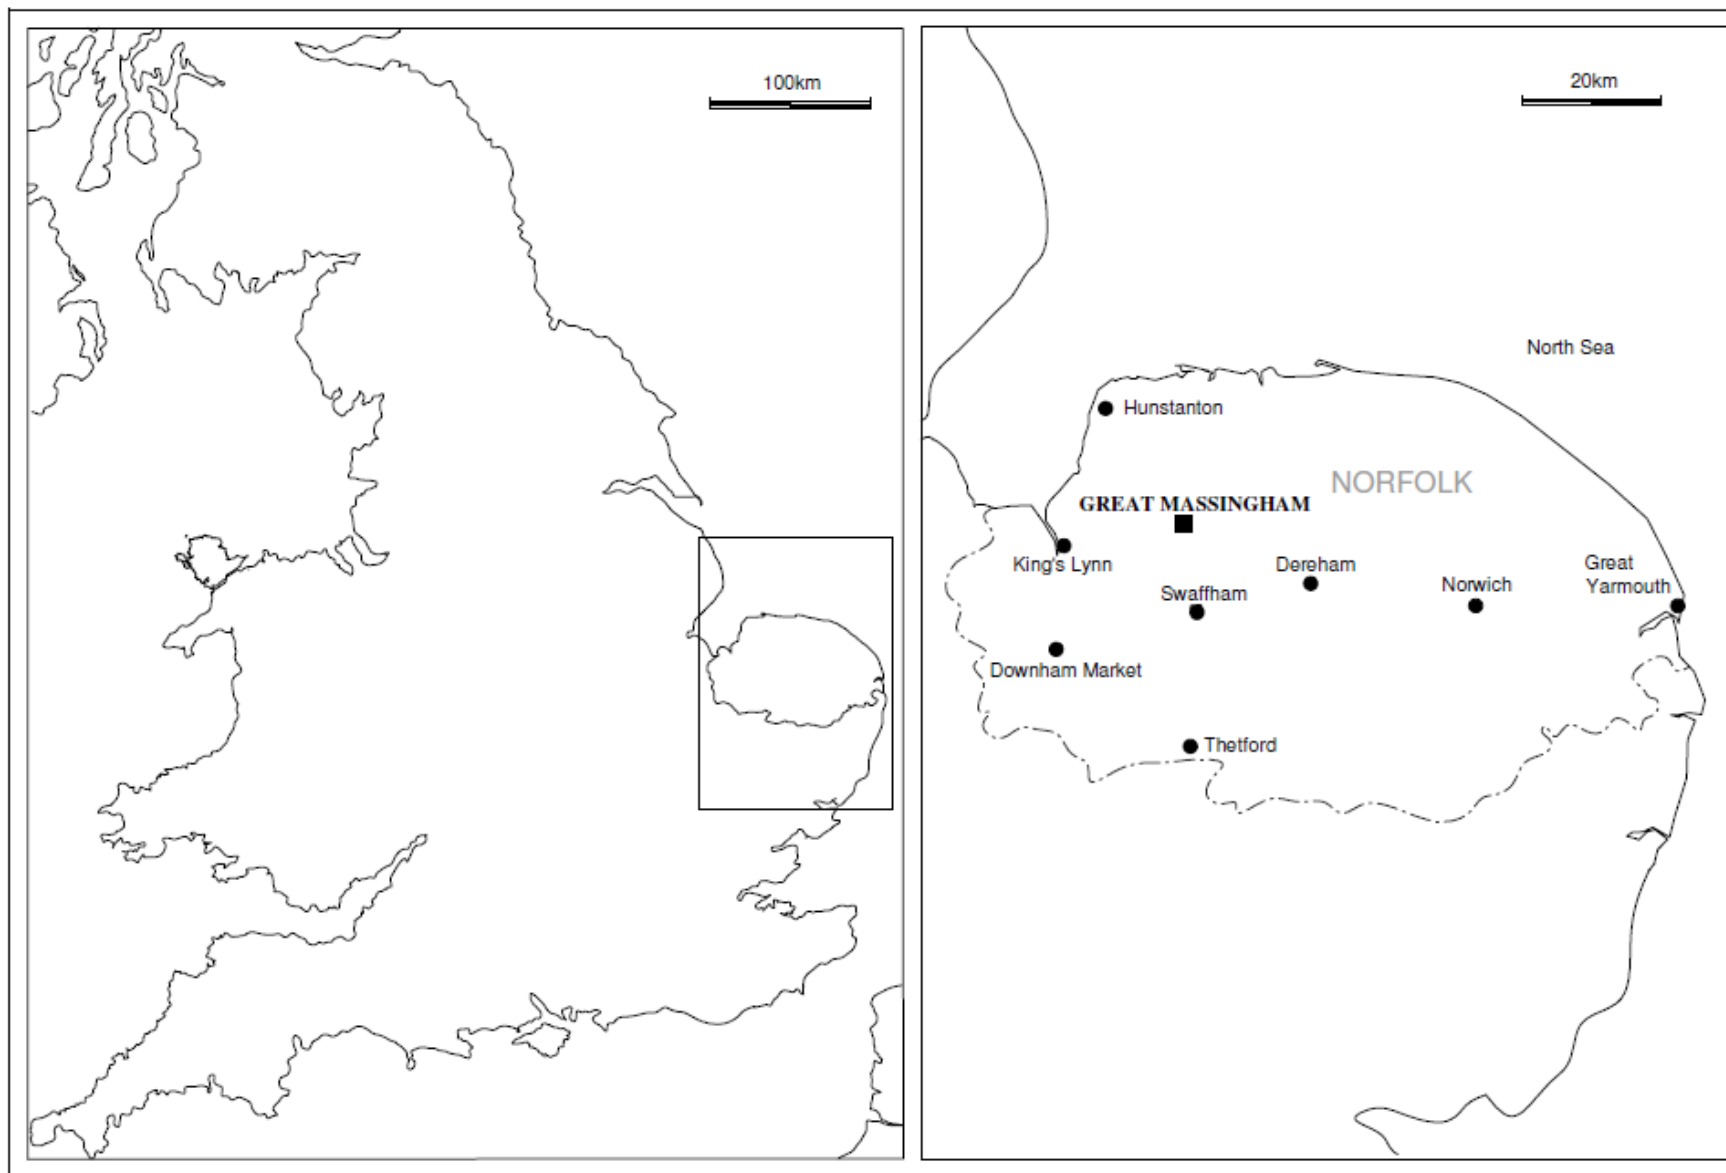 100km
20km
North Sea
Hunstanton
NORFOLK
GREAT MASSINGHAM
King's Lynn
Dereham
Great
Yarmouth
Swaffham
Norwich
Downham Market
Thetford